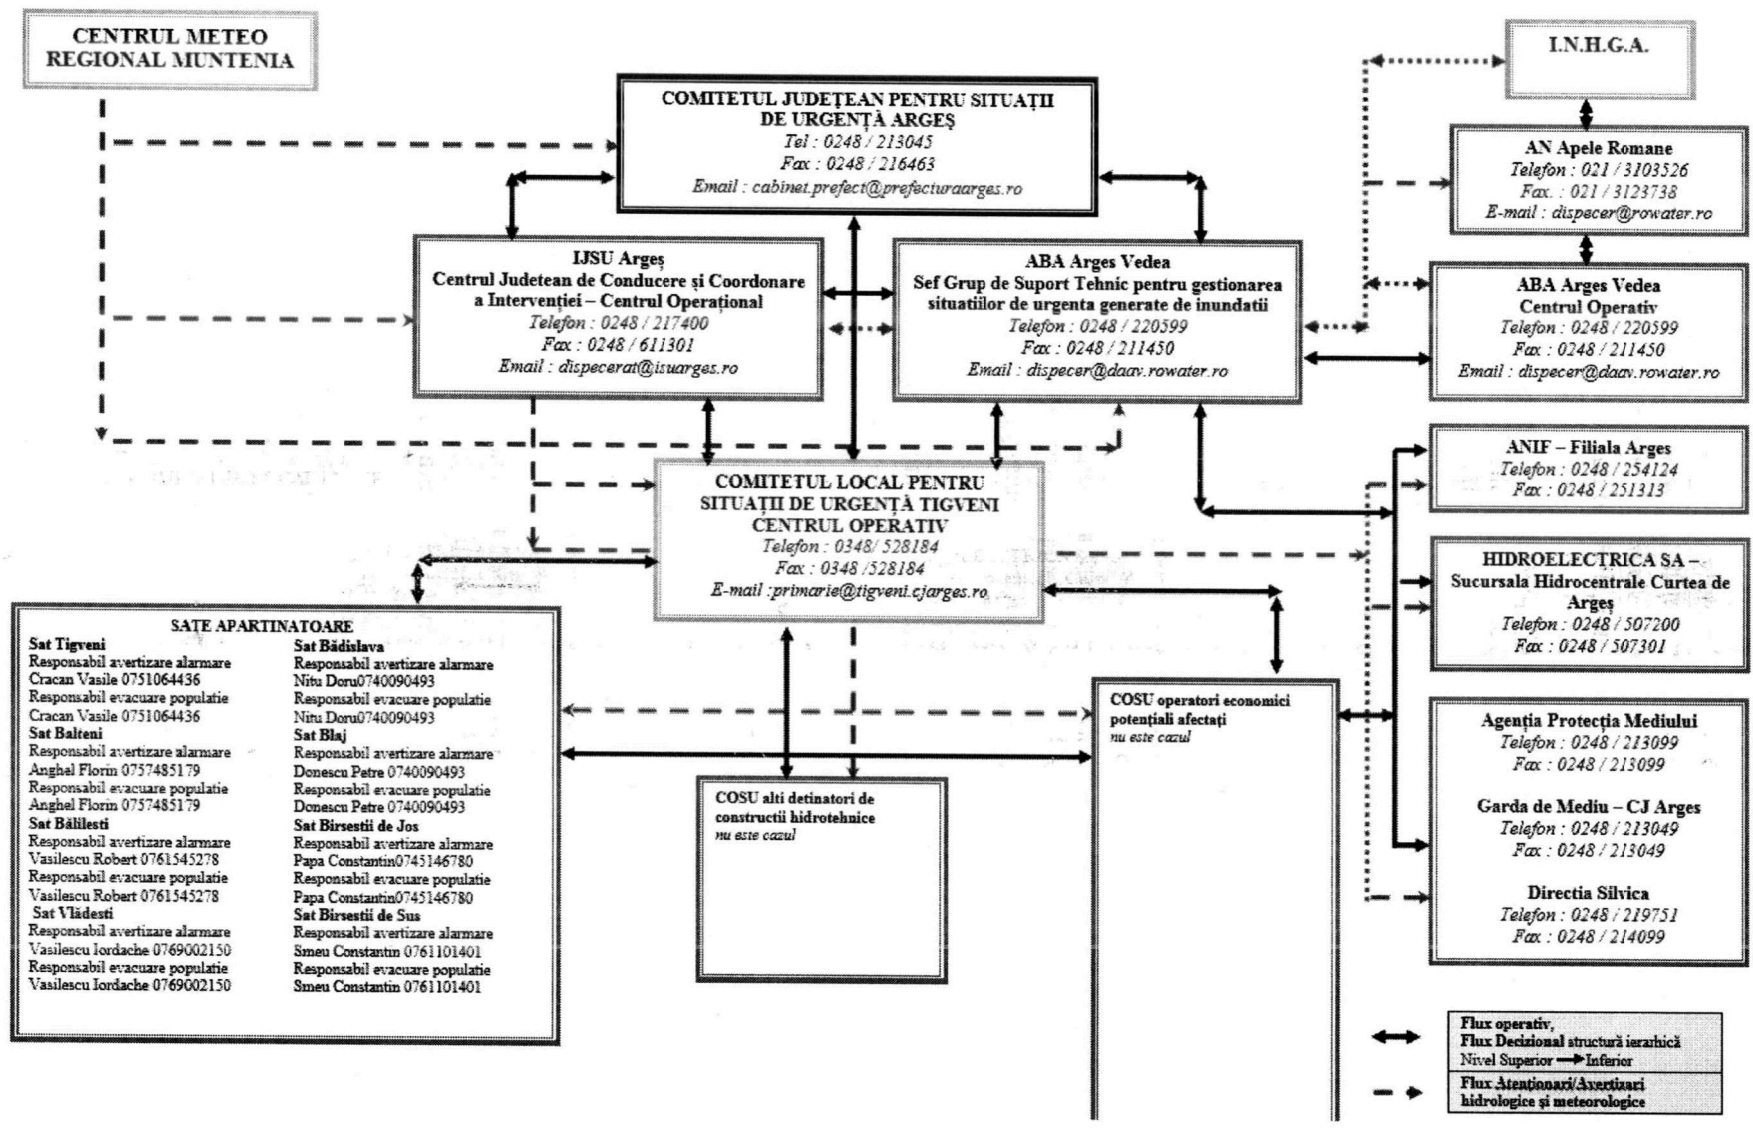 CENTRUL METEO
REGIONAL MUNTENIA
I.N.H.G.A.
COMITETUL JUDEȚEAN PENTRU SITUAȚII
DE URGENȚĂ ARGEȘ
Tel : 0248 / 213045
Fax : 0248 / 216463
Email : cabinet.prefect@prefecturaarges.ro
AN Apele Romane
Telefon : 021 / 3103526
Fax. : 021 / 3123738
E-mail : dispecer@rowater.ro
IJSU Argeș
Centrul Judetean de Conducere și Coordonare
a Intervenției – Centrul Operațional
Telefon : 0248 / 217400
Fax : 0248 / 611301
Email : dispecerat@isuarges.ro
ABA Arges Vedea
Sef Grup de Suport Tehnic pentru gestionarea
situatiilor de urgenta generate de inundatii
Telefon : 0248 / 220599
Fax : 0248 / 211450
Email : dispecer@daav.rowater.ro
ABA Arges Vedea
Centrul Operativ
Telefon : 0248 / 220599
Fax : 0248 / 211450
Email : dispecer@daav.rowater.ro
ANIF – Filiala Arges
Telefon : 0248 / 254124
Fax : 0248 / 251313
COMITETUL LOCAL PENTRU
SITUAȚII DE URGENȚĂ TIGVENI
CENTRUL OPERATIV
Telefon : 0348/ 528184
Fax : 0348 /528184
E-mail :primarie@tigveni.cjarges.ro
HIDROELECTRICA SA –
Sucursala Hidrocentrale Curtea de
Argeș
Telefon : 0248 / 507200
Fax : 0248 / 507301
SATE APARTINATOARE
Sat Tigveni
Responsabil avertizare alarmare
Cracan Vasile 0751064436
Responsabil evacuare populatie
Cracan Vasile 0751064436
Sat Balteni
Responsabil avertizare alarmare
Anghel Florin 0757485179
Responsabil evacuare populatie
Anghel Florin 0757485179
Sat Bălilesti
Responsabil avertizare alarmare
Vasilescu Robert 0761545278
Responsabil evacuare populatie
Vasilescu Robert 0761545278
Sat Vlădesti
Responsabil avertizare alarmare
Vasilescu Iordache 0769002150
Responsabil evacuare populatie
Vasilescu Iordache 0769002150
Sat Bădislava
Responsabil avertizare alarmare
Nitu Doru0740090493
Responsabil evacuare populatie
Nitu Doru0740090493
Sat Blaj
Responsabil avertizare alarmare
Donescu Petre 0740090493
Responsabil evacuare populatie
Donescu Petre 0740090493
Sat Birsestii de Jos
Responsabil avertizare alarmare
Papa Constantin0745146780
Responsabil evacuare populatie
Papa Constantin0745146780
Sat Birsestii de Sus
Responsabil avertizare alarmare
Smeu Constantin 0761101401
Responsabil evacuare populatie
Smeu Constantin 0761101401
COSU alti detinatori de
constructii hidrotehnice
nu este cazul
COSU operatori economici
potențiali afectați
nu este cazul
Agenția Protecția Mediului
Telefon : 0248 / 213099
Fax : 0248 / 213099
Garda de Mediu – CJ Arges
Telefon : 0248 / 213049
Fax : 0248 / 213049
Directia Silvica
Telefon : 0248 / 219751
Fax : 0248 / 214099
Flux operativ,
Flux Decizional structură ierarhică
Nivel Superior Inferior
Flux Atenționari/Avertizari
hidrologice și meteorologice